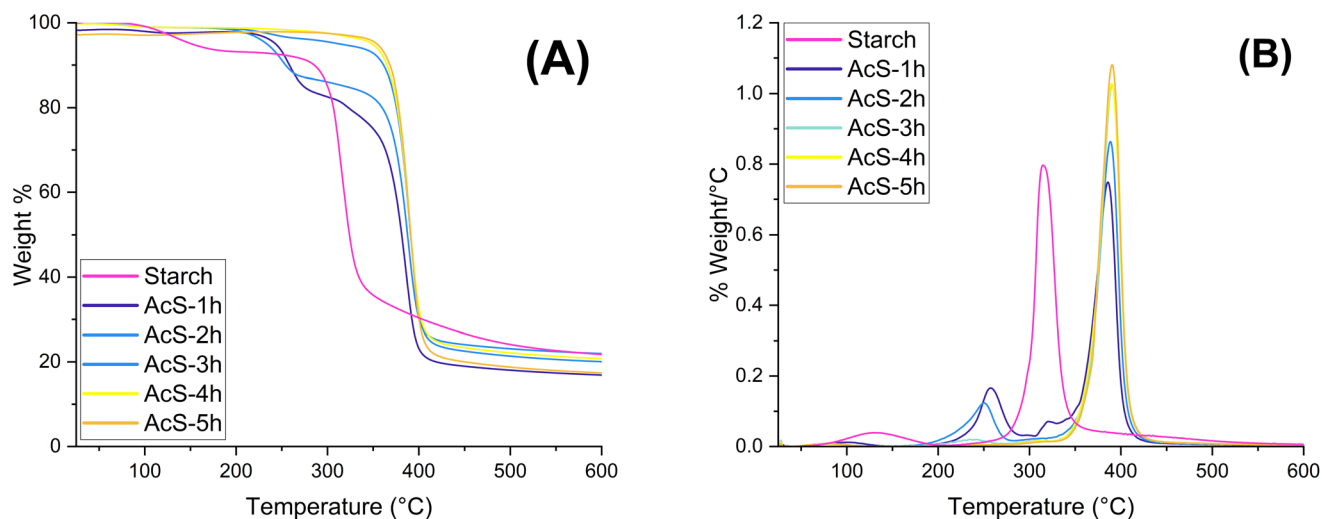 (A)
Weight %
100
80
60
40
20
0
Starch
AcS-1h
AcS-2h
AcS-3h
AcS-4h
AcS-5h
100 200 300 400 500 600
Temperature (°C)
(B)
% Weight/°C
1.0
0.8
0.6
0.4
0.2
0.0
Starch
AcS-1h
AcS-2h
AcS-3h
AcS-4h
AcS-5h
100 200 300 400 500 600
Temperature (°C)